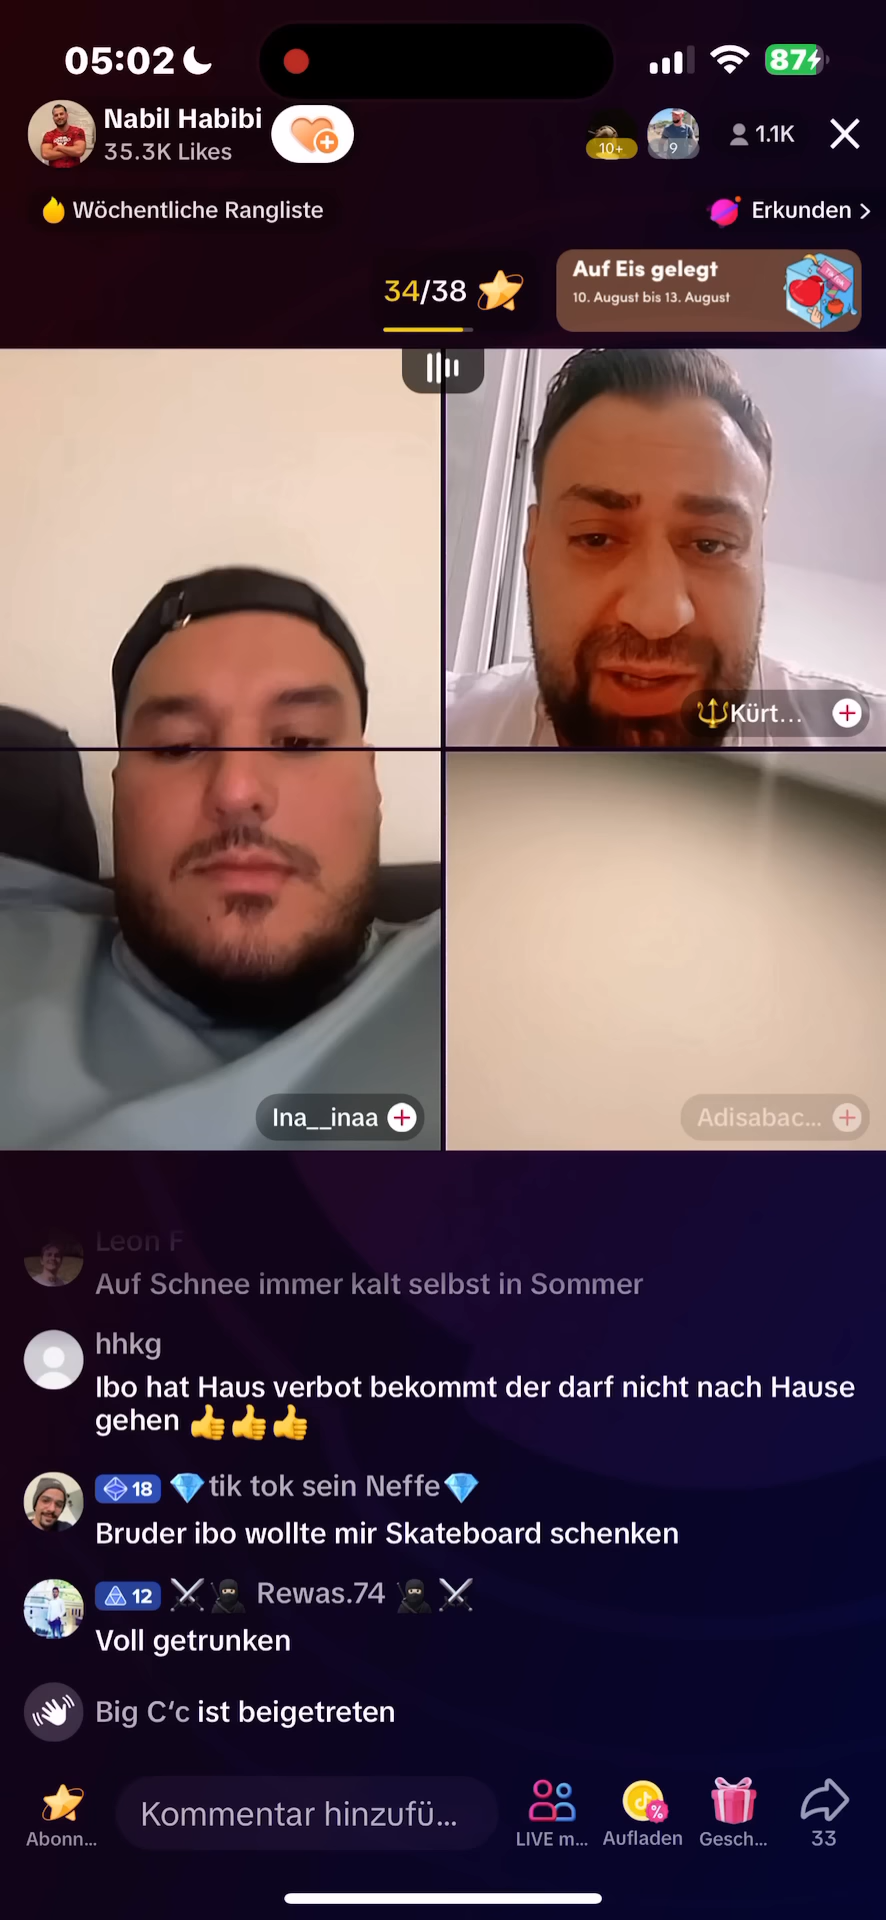 05:02
87
Nabil Habibi
35.3K Likes
10+
9
1.1K
Wöchentliche Rangliste
Erkunden >
34/38
Auf Eis gelegt
10. August bis 13. August
Kürt...
Ina__inaa
Adisabac...
Leon F
Auf Schnee immer kalt selbst in Sommer
hhkg
Ibo hat Haus verbot bekommt der darf nicht nach Hause
gehen 👍👍👍
18 💎tik tok sein Neffe💎
Bruder ibo wollte mir Skateboard schenken
12 ⚔️🥷 Rewas.74 🥷⚔️
Voll getrunken
Big C'c ist beigetreten
Kommentar hinzufü...
Abonn...
LIVE m...
Aufladen
Gesch...
33